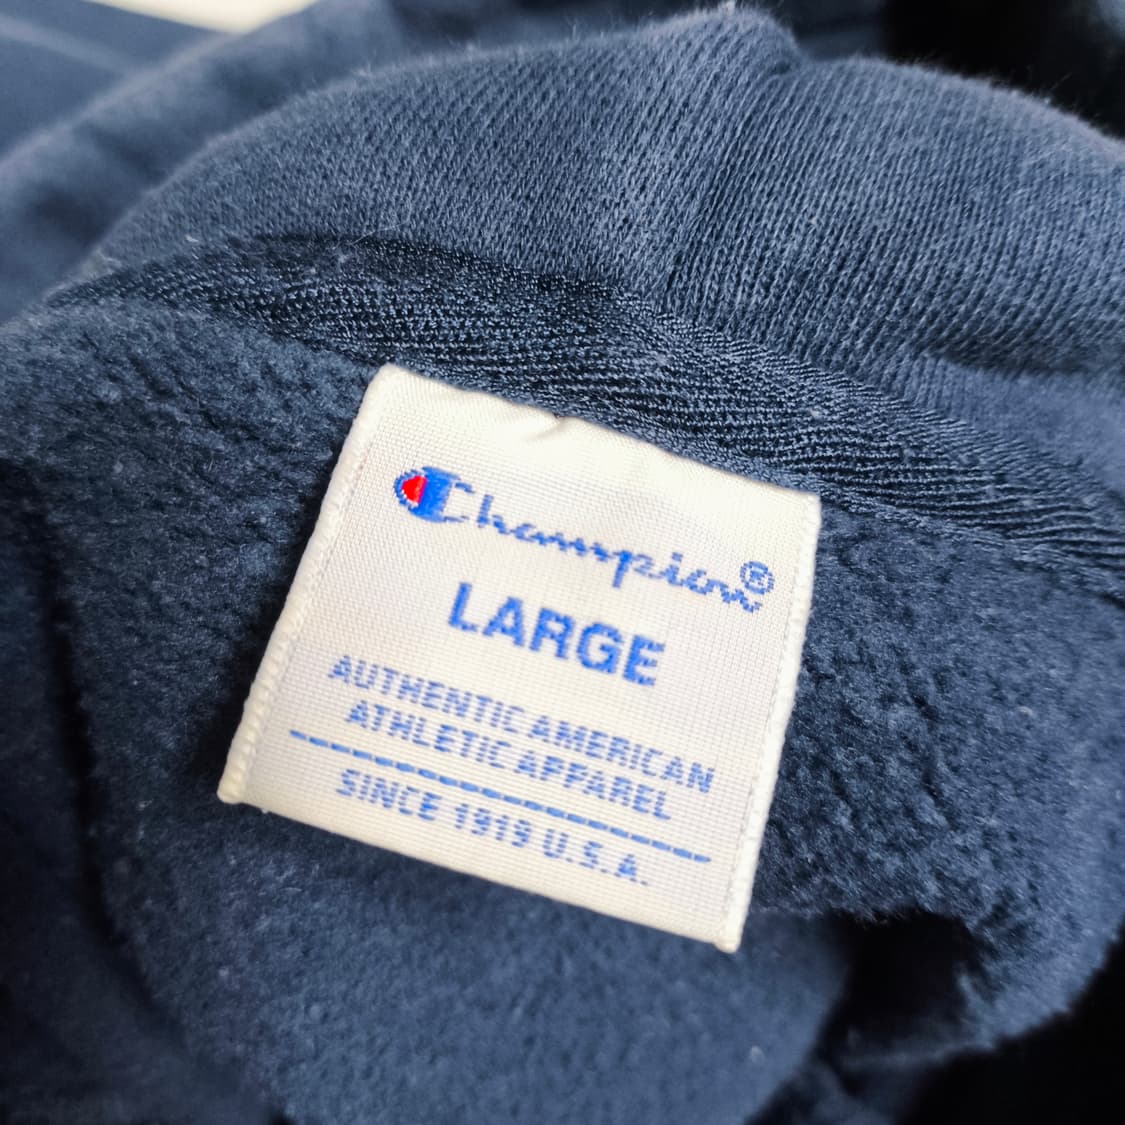 Champion®
LARGE
AUTHENTIC AMERICAN
ATHLETIC APPAREL
SINCE 1919 U.S.A.